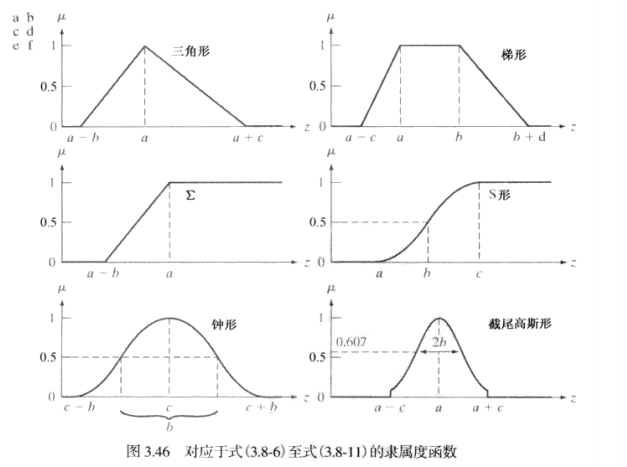 a b
c d
e f
μ
1
三角形
0.5
0
a − b
a
a + c
z
μ
1
梯形
0.5
0
a − c
a
b
b + d
z
μ
1
Σ
0.5
0
a − b
a
z
μ
1
S形
0.5
0
a
b
c
z
μ
1
钟形
0.5
0
c − b
c
c + b
z
b
μ
1
截尾高斯形
0.607
2b
0.5
0
a − c
a
a + c
z
图 3.46 对应于式(3.8-6)至式(3.8-11)的隶属度函数